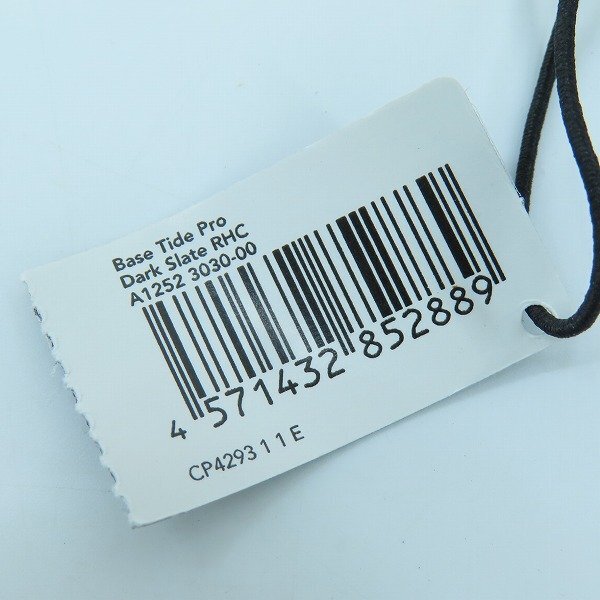 Base Tide Pro
Dark Slate RHC
A1252 3030-00
4 571432 852889
CP4293 1 1 E